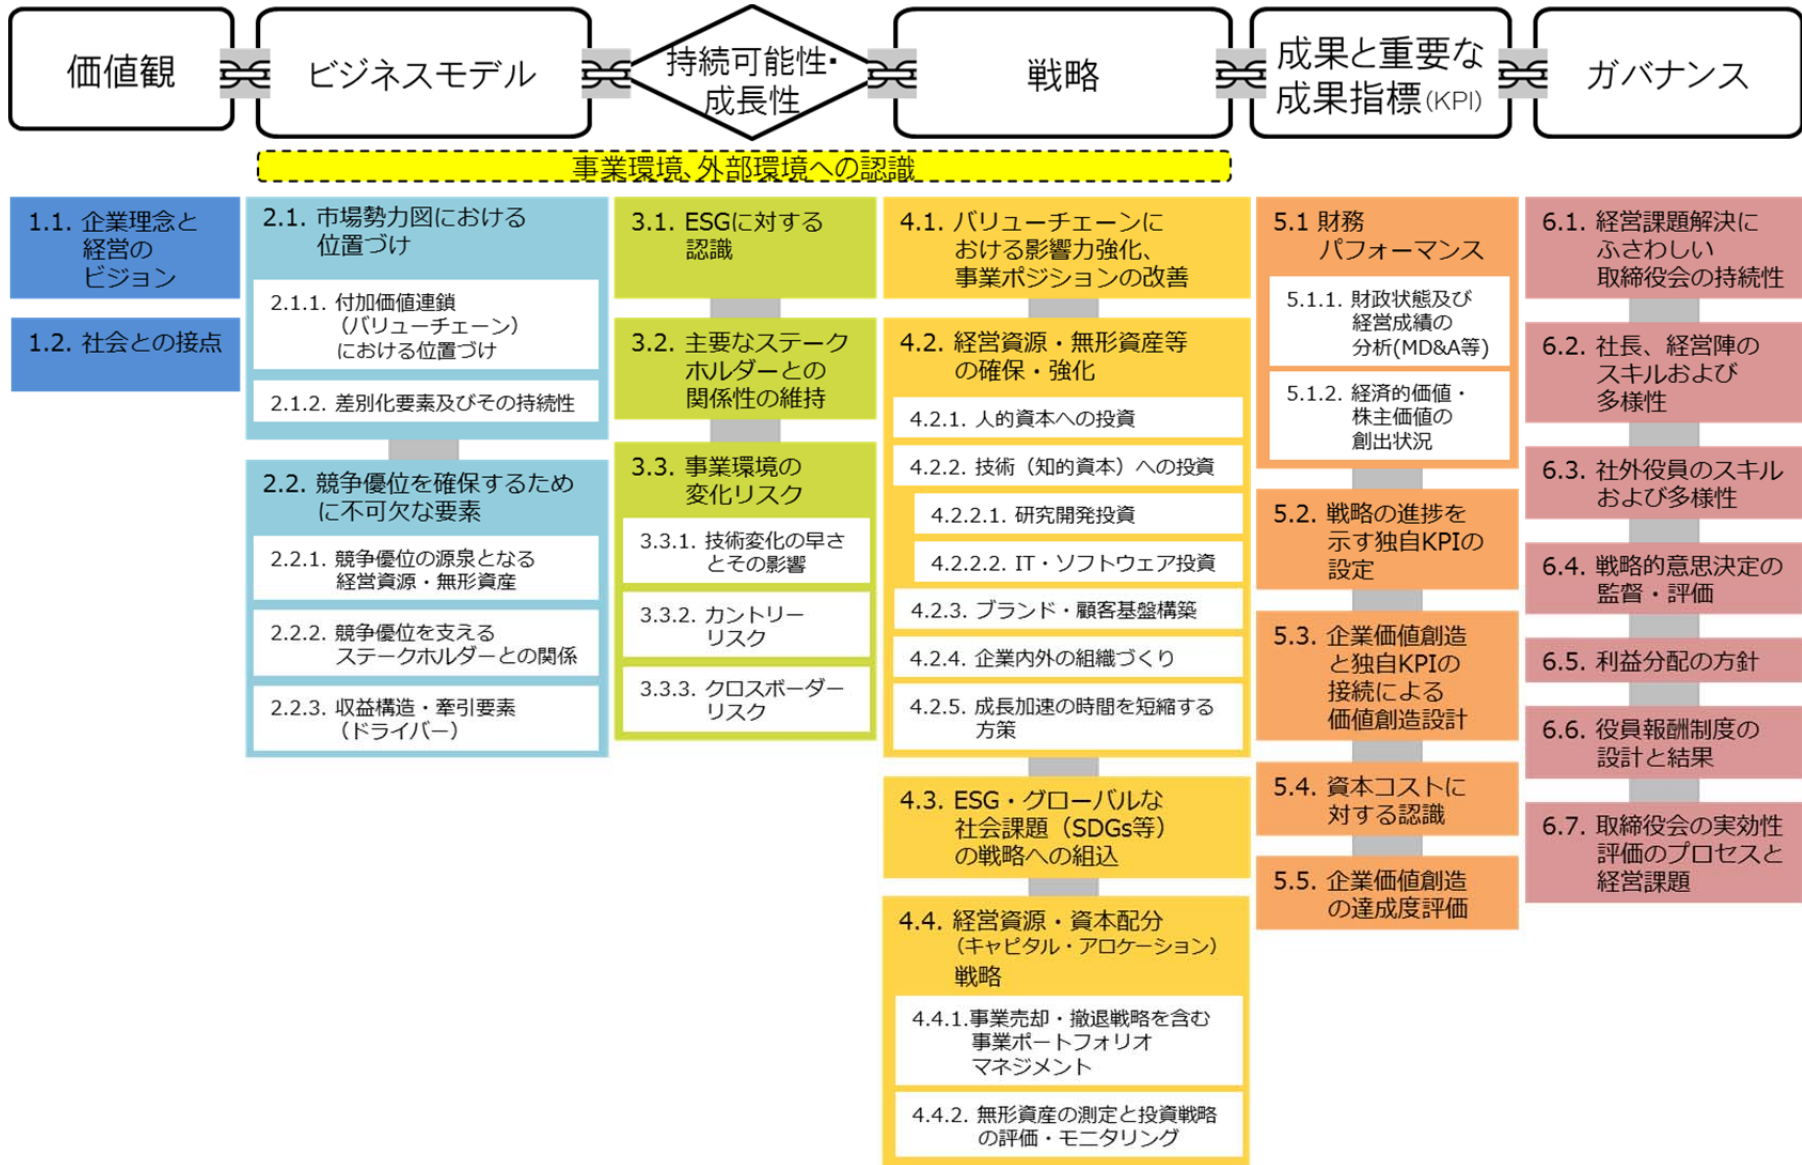 価値観
ビジネスモデル
持続可能性・
成長性
戦略
成果と重要な
成果指標(KPI)
ガバナンス
事業環境、外部環境への認識
1.1. 企業理念と
経営の
ビジョン
1.2. 社会との接点
2.1. 市場勢力図における
位置づけ
2.1.1. 付加価値連鎖
（バリューチェーン）
における位置づけ
2.1.2. 差別化要素及びその持続性
2.2. 競争優位を確保するため
に不可欠な要素
2.2.1. 競争優位の源泉となる
経営資源・無形資産
2.2.2. 競争優位を支える
ステークホルダーとの関係
2.2.3. 収益構造・牽引要素
（ドライバー）
3.1. ESGに対する
認識
3.2. 主要なステーク
ホルダーとの
関係性の維持
3.3. 事業環境の
変化リスク
3.3.1. 技術変化の早さ
とその影響
3.3.2. カントリー
リスク
3.3.3. クロスボーダー
リスク
4.1. バリューチェーンに
おける影響力強化、
事業ポジションの改善
4.2. 経営資源・無形資産等
の確保・強化
4.2.1. 人的資本への投資
4.2.2. 技術（知的資本）への投資
4.2.2.1. 研究開発投資
4.2.2.2. IT・ソフトウェア投資
4.2.3. ブランド・顧客基盤構築
4.2.4. 企業内外の組織づくり
4.2.5. 成長加速の時間を短縮する
方策
4.3. ESG・グローバルな
社会課題（SDGs等）
の戦略への組込
4.4. 経営資源・資本配分
（キャピタル・アロケーション）
戦略
4.4.1.事業売却・撤退戦略を含む
事業ポートフォリオ
マネジメント
4.4.2. 無形資産の測定と投資戦略
の評価・モニタリング
5.1 財務
パフォーマンス
5.1.1. 財政状態及び
経営成績の
分析(MD&A等)
5.1.2. 経済的価値・
株主価値の
創出状況
5.2. 戦略の進捗を
示す独自KPIの
設定
5.3. 企業価値創造
と独自KPIの
接続による
価値創造設計
5.4. 資本コストに
対する認識
5.5. 企業価値創造
の達成度評価
6.1. 経営課題解決に
ふさわしい
取締役会の持続性
6.2. 社長、経営陣の
スキルおよび
多様性
6.3. 社外役員のスキル
および多様性
6.4. 戦略的意思決定の
監督・評価
6.5. 利益分配の方針
6.6. 役員報酬制度の
設計と結果
6.7. 取締役会の実効性
評価のプロセスと
経営課題